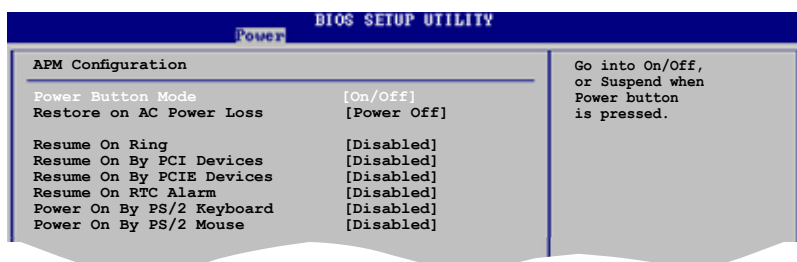 BIOS SETUP UTILITY
Power
APM Configuration
Power Button Mode [On/Off]
Restore on AC Power Loss [Power Off]
Resume On Ring [Disabled]
Resume On By PCI Devices [Disabled]
Resume On By PCIE Devices [Disabled]
Resume On RTC Alarm [Disabled]
Power On By PS/2 Keyboard [Disabled]
Power On By PS/2 Mouse [Disabled]
Go into On/Off,
or Suspend when
Power button
is pressed.